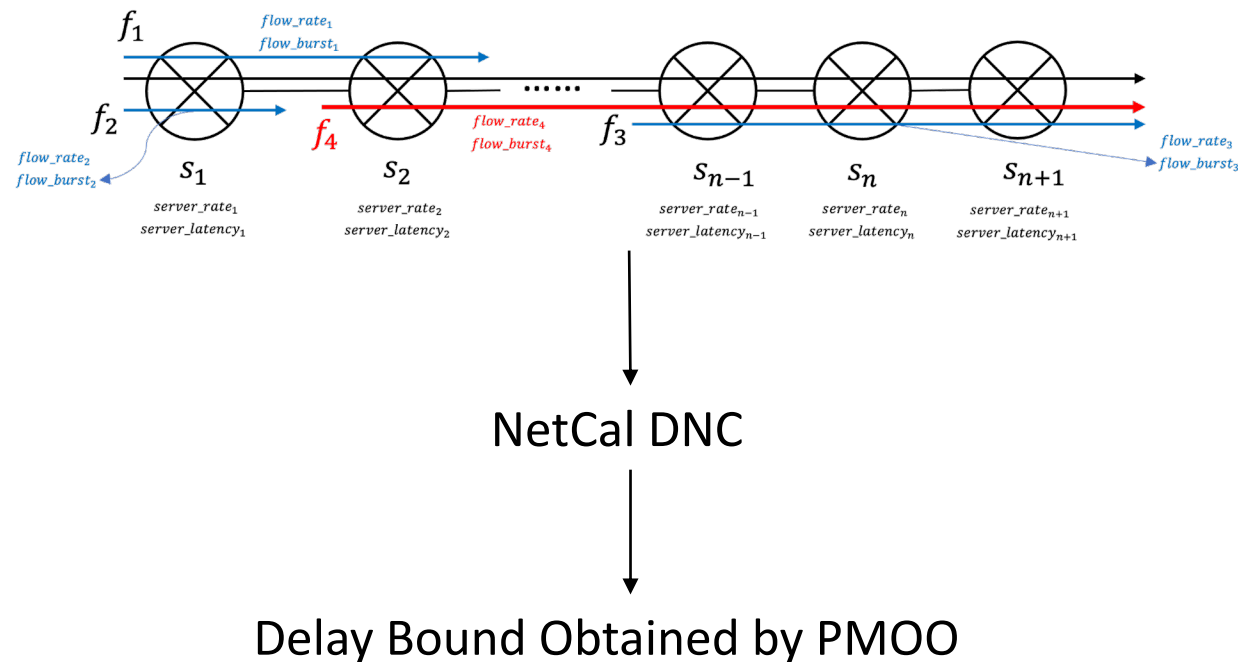 f₁
flow_rate₁
flow_burst₁
f₂
flow_rate₂
flow_burst₂
f₄
flow_rate₄
flow_burst₄
f₃
flow_rate₃
flow_burst₃
......
s₁
server_rate₁
server_latency₁
s₂
server_rate₂
server_latency₂
sₙ₋₁
server_rateₙ₋₁
server_latencyₙ₋₁
sₙ
server_rateₙ
server_latencyₙ
sₙ₊₁
server_rateₙ₊₁
server_latencyₙ₊₁
NetCal DNC
Delay Bound Obtained by PMOO